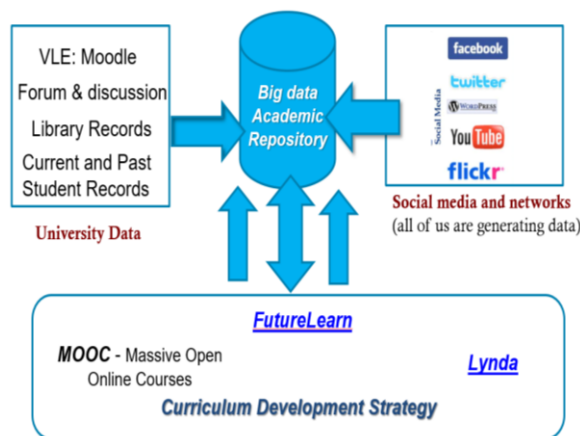 VLE: Moodle
Forum & discussion
Library Records
Current and Past
Student Records
University Data
Big data
Academic
Repository
Social Media
facebook
twitter
WORDPRESS
YouTube
flickr
Social media and networks
(all of us are generating data)
FutureLearn
MOOC - Massive Open
Online Courses
Lynda
Curriculum Development Strategy